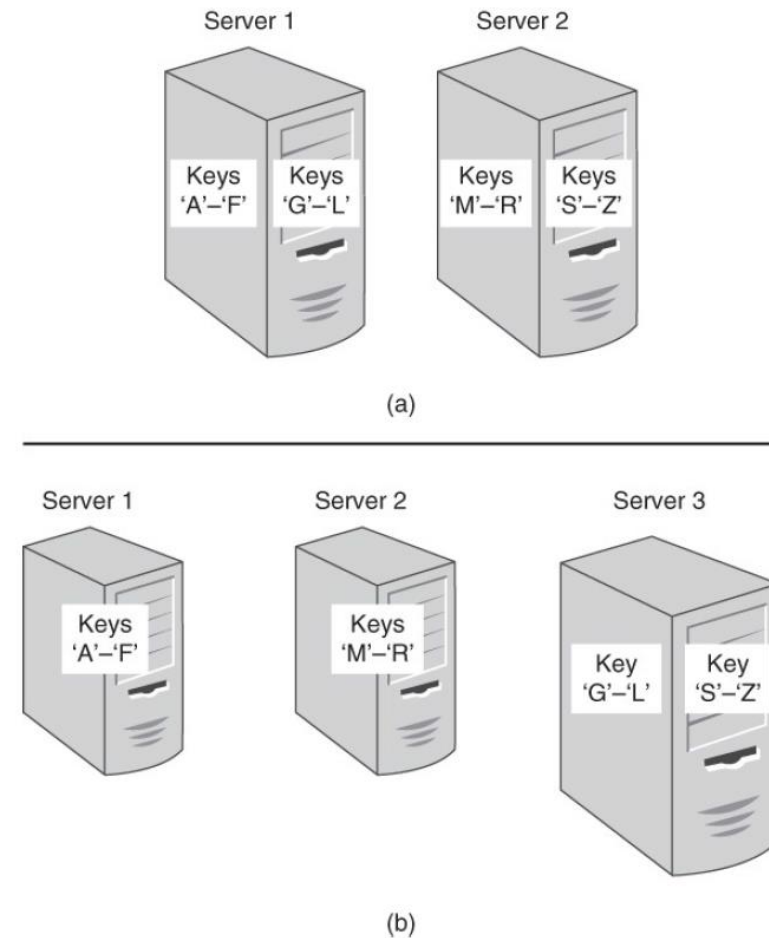 Server 1
Server 2
Keys
‘A’–‘F’
Keys
‘G’–‘L’
Keys
‘M’–‘R’
Keys
‘S’–‘Z’
(a)
Server 1
Server 2
Server 3
Keys
‘A’–‘F’
Keys
‘M’–‘R’
Key
‘G’–‘L’
Key
‘S’–‘Z’
(b)